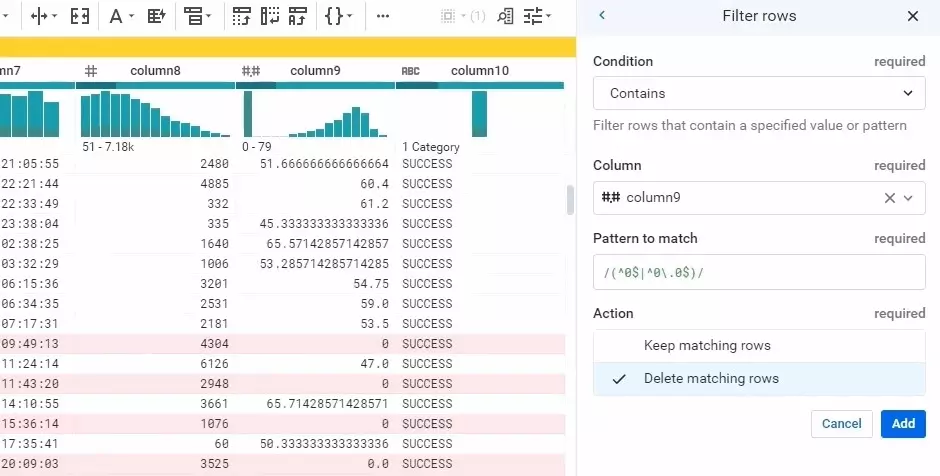 A
{}
...
(1)
Filter rows
mn7
# column8
#.# column9
ABC column10
51 - 7.18k
0 - 79
1 Category
21:05:55 2480 51.666666666666664 SUCCESS
22:21:44 4885 60.4 SUCCESS
22:33:49 332 61.2 SUCCESS
23:38:04 335 45.333333333333336 SUCCESS
02:38:25 1640 65.57142857142857 SUCCESS
03:32:29 1006 53.285714285714285 SUCCESS
06:15:36 3201 54.75 SUCCESS
06:34:35 2531 59.0 SUCCESS
07:17:31 2181 53.5 SUCCESS
09:49:13 4304 0 SUCCESS
11:24:14 6126 47.0 SUCCESS
11:43:20 2948 0 SUCCESS
14:10:55 3661 65.71428571428571 SUCCESS
15:36:14 1076 0 SUCCESS
17:35:41 60 50.333333333333336 SUCCESS
20:09:03 3525 0.0 SUCCESS
Condition required
Contains
Filter rows that contain a specified value or pattern
Column required
#.# column9
Pattern to match required
/(^0$|^0\.0$)/
Action required
Keep matching rows
Delete matching rows
Cancel
Add